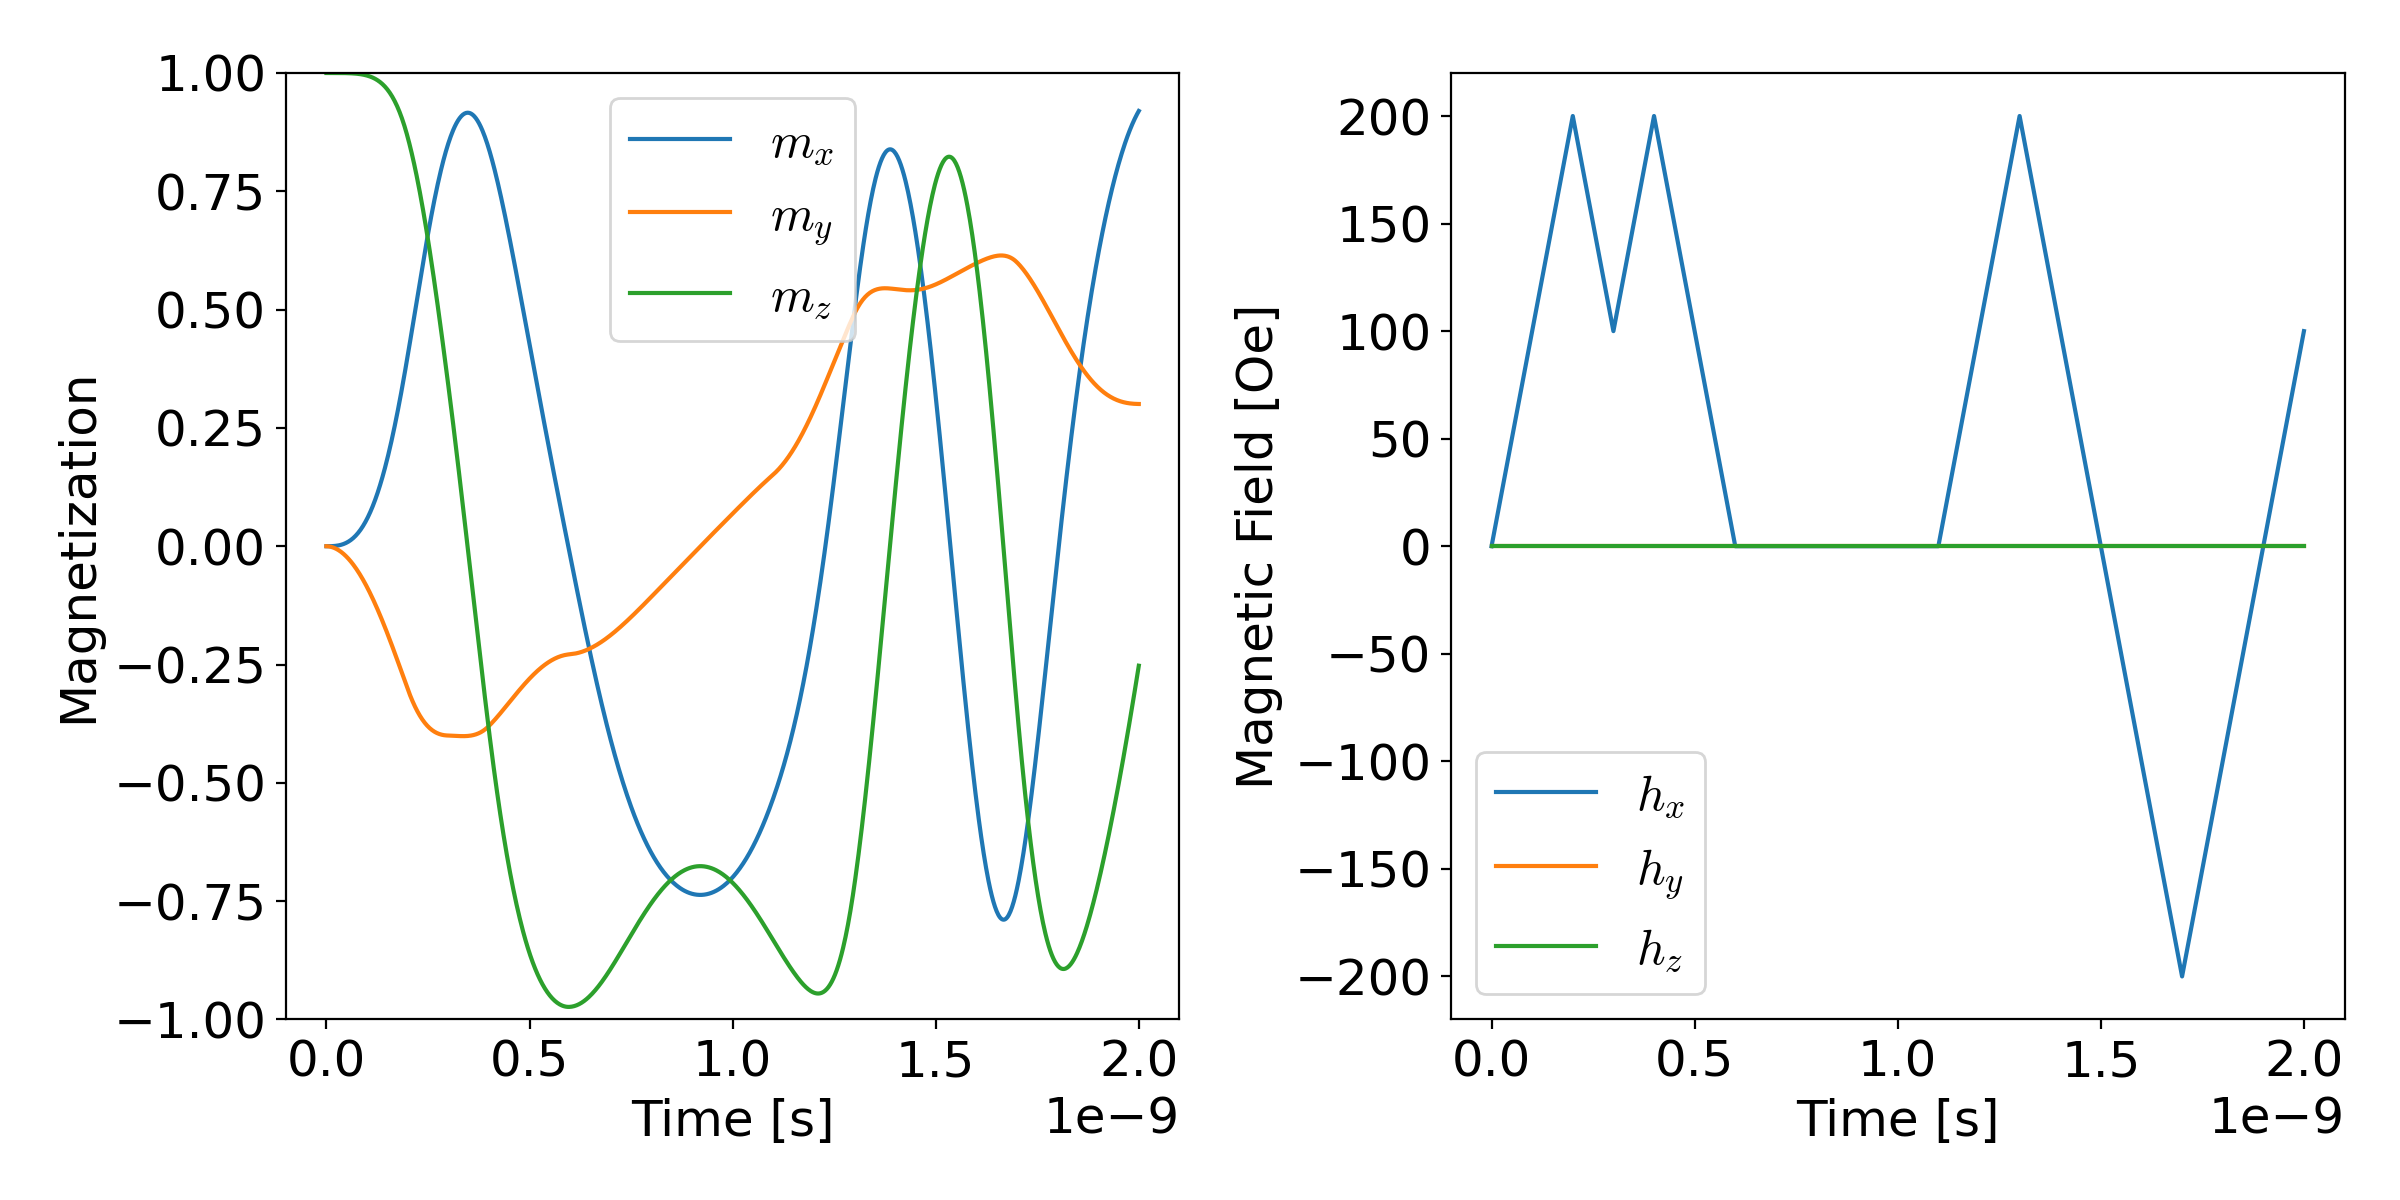 Magnetization
1.00
0.75
0.50
0.25
0.00
−0.25
−0.50
−0.75
−1.00
m_x
m_y
m_z
0.0 0.5 1.0 1.5 2.0
Time [s]
1e−9
Magnetic Field [Oe]
200
150
100
50
0
−50
−100
−150
−200
h_x
h_y
h_z
0.0 0.5 1.0 1.5 2.0
Time [s]
1e−9